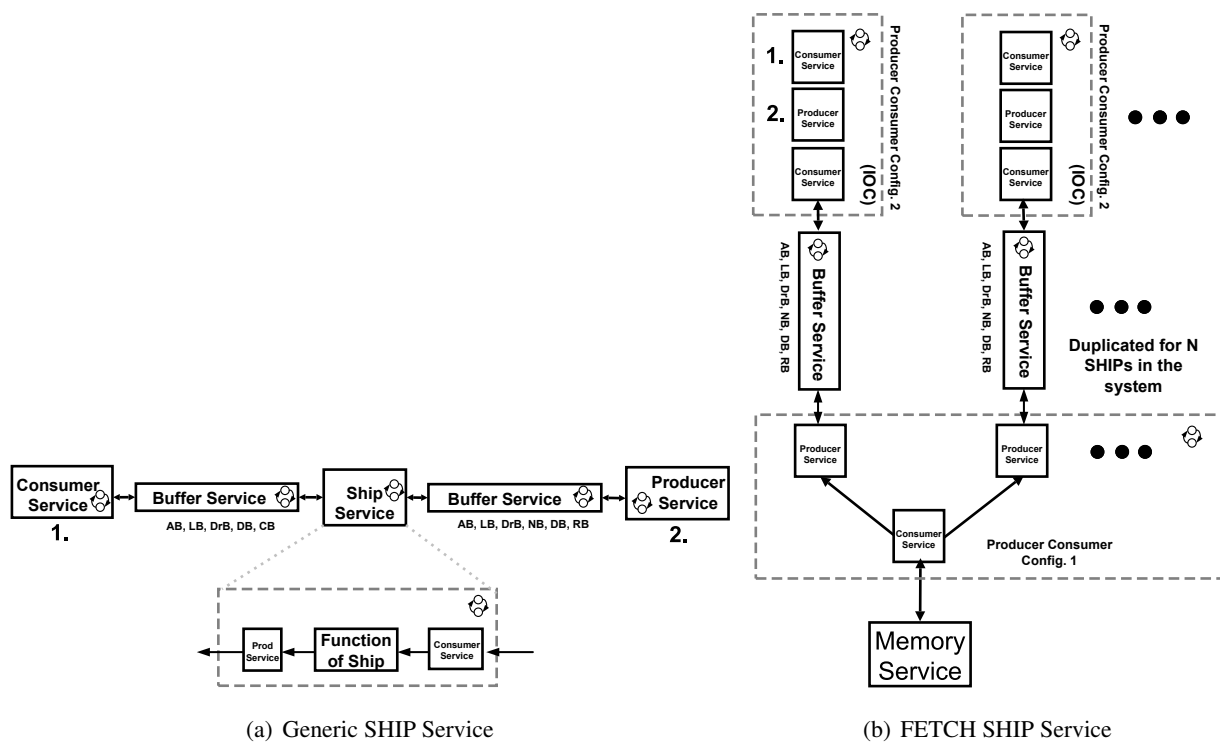 Consumer
Service
1.
Buffer Service
AB, LB, DrB, DB, CB
Ship
Service
Buffer Service
AB, LB, DrB, NB, DB, RB
Producer
Service
2.
Prod
Service
Function
of Ship
Consumer
Service
(a) Generic SHIP Service
1.
Consumer
Service
2.
Producer
Service
Consumer
Service
(IOC)
Producer Consumer Config. 2
Consumer
Service
Producer
Service
Consumer
Service
(IOC)
Producer Consumer Config. 2
Buffer Service
AB, LB, DrB, NB, DB, RB
Buffer Service
AB, LB, DrB, NB, DB, RB
Duplicated for N
SHIPs in the
system
Producer
Service
Producer
Service
Consumer
Service
Producer Consumer
Config. 1
Memory
Service
(b) FETCH SHIP Service